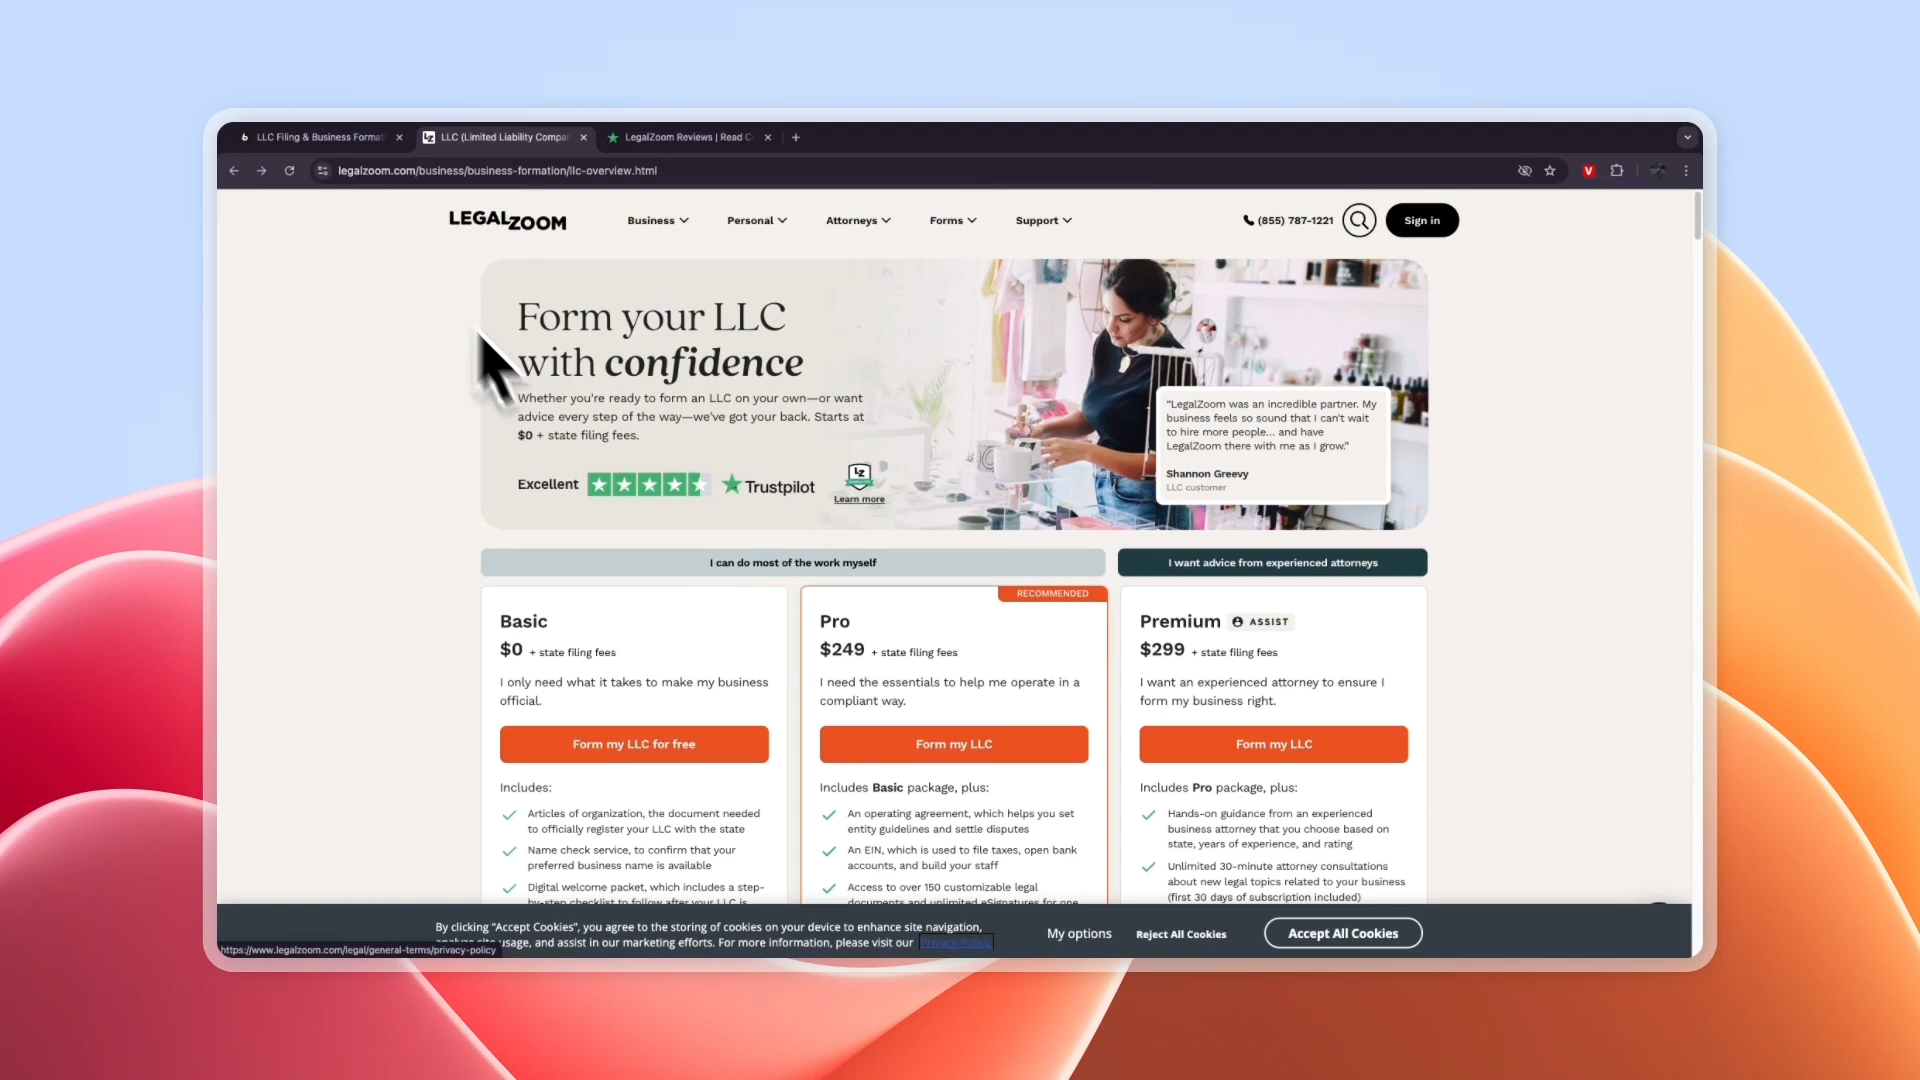 LLC Filing & Business Format
LLC (Limited Liability Compa
LegalZoom Reviews | Read C
legalzoom.com/business/business-formation/llc-overview.html
V
LEGALZOOM
Business
Personal
Attorneys
Forms
Support
(855) 787-1221
Sign in
Form your LLC
with confidence
Whether you're ready to form an LLC on your own—or want
advice every step of the way—we've got your back. Starts at
$0 + state filing fees.
Excellent
Trustpilot
LZ
Learn more
"LegalZoom was an incredible partner. My
business feels so sound that I can't wait
to hire more people... and have
LegalZoom there with me as I grow."
Shannon Greevy
LLC customer
I can do most of the work myself
I want advice from experienced attorneys
Basic
$0 + state filing fees
I only need what it takes to make my business
official.
Form my LLC for free
Includes:
Articles of organization, the document needed
to officially register your LLC with the state
Name check service, to confirm that your
preferred business name is available
Digital welcome packet, which includes a step-
by-step checklist to follow after your LLC is
RECOMMENDED
Pro
$249 + state filing fees
I need the essentials to help me operate in a
compliant way.
Form my LLC
Includes Basic package, plus:
An operating agreement, which helps you set
entity guidelines and settle disputes
An EIN, which is used to file taxes, open bank
accounts, and build your staff
Access to over 150 customizable legal
documents and unlimited eSignatures for one
Premium ASSIST
$299 + state filing fees
I want an experienced attorney to ensure I
form my business right.
Form my LLC
Includes Pro package, plus:
Hands-on guidance from an experienced
business attorney that you choose based on
state, years of experience, and rating
Unlimited 30-minute attorney consultations
about new legal topics related to your business
(first 30 days of subscription included)
By clicking "Accept Cookies", you agree to the storing of cookies on your device to enhance site navigation,
analyze site usage, and assist in our marketing efforts. For more information, please visit our Privacy Policy.
My options
Reject All Cookies
Accept All Cookies
https://www.legalzoom.com/legal/general-terms/privacy-policy